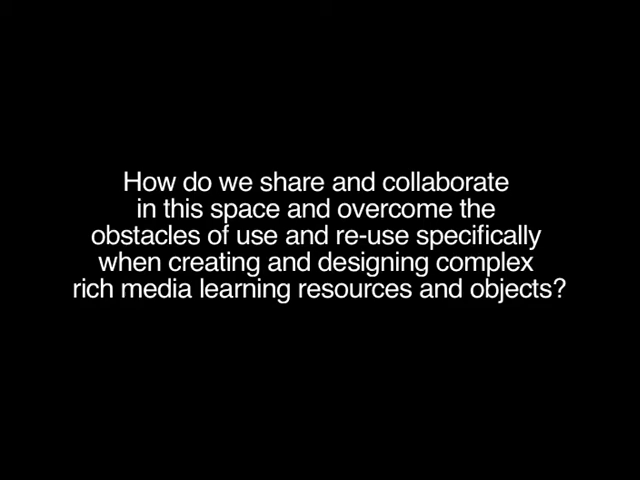 How do we share and collaborate
in this space and overcome the
obstacles of use and re-use specifically
when creating and designing complex
rich media learning resources and objects?